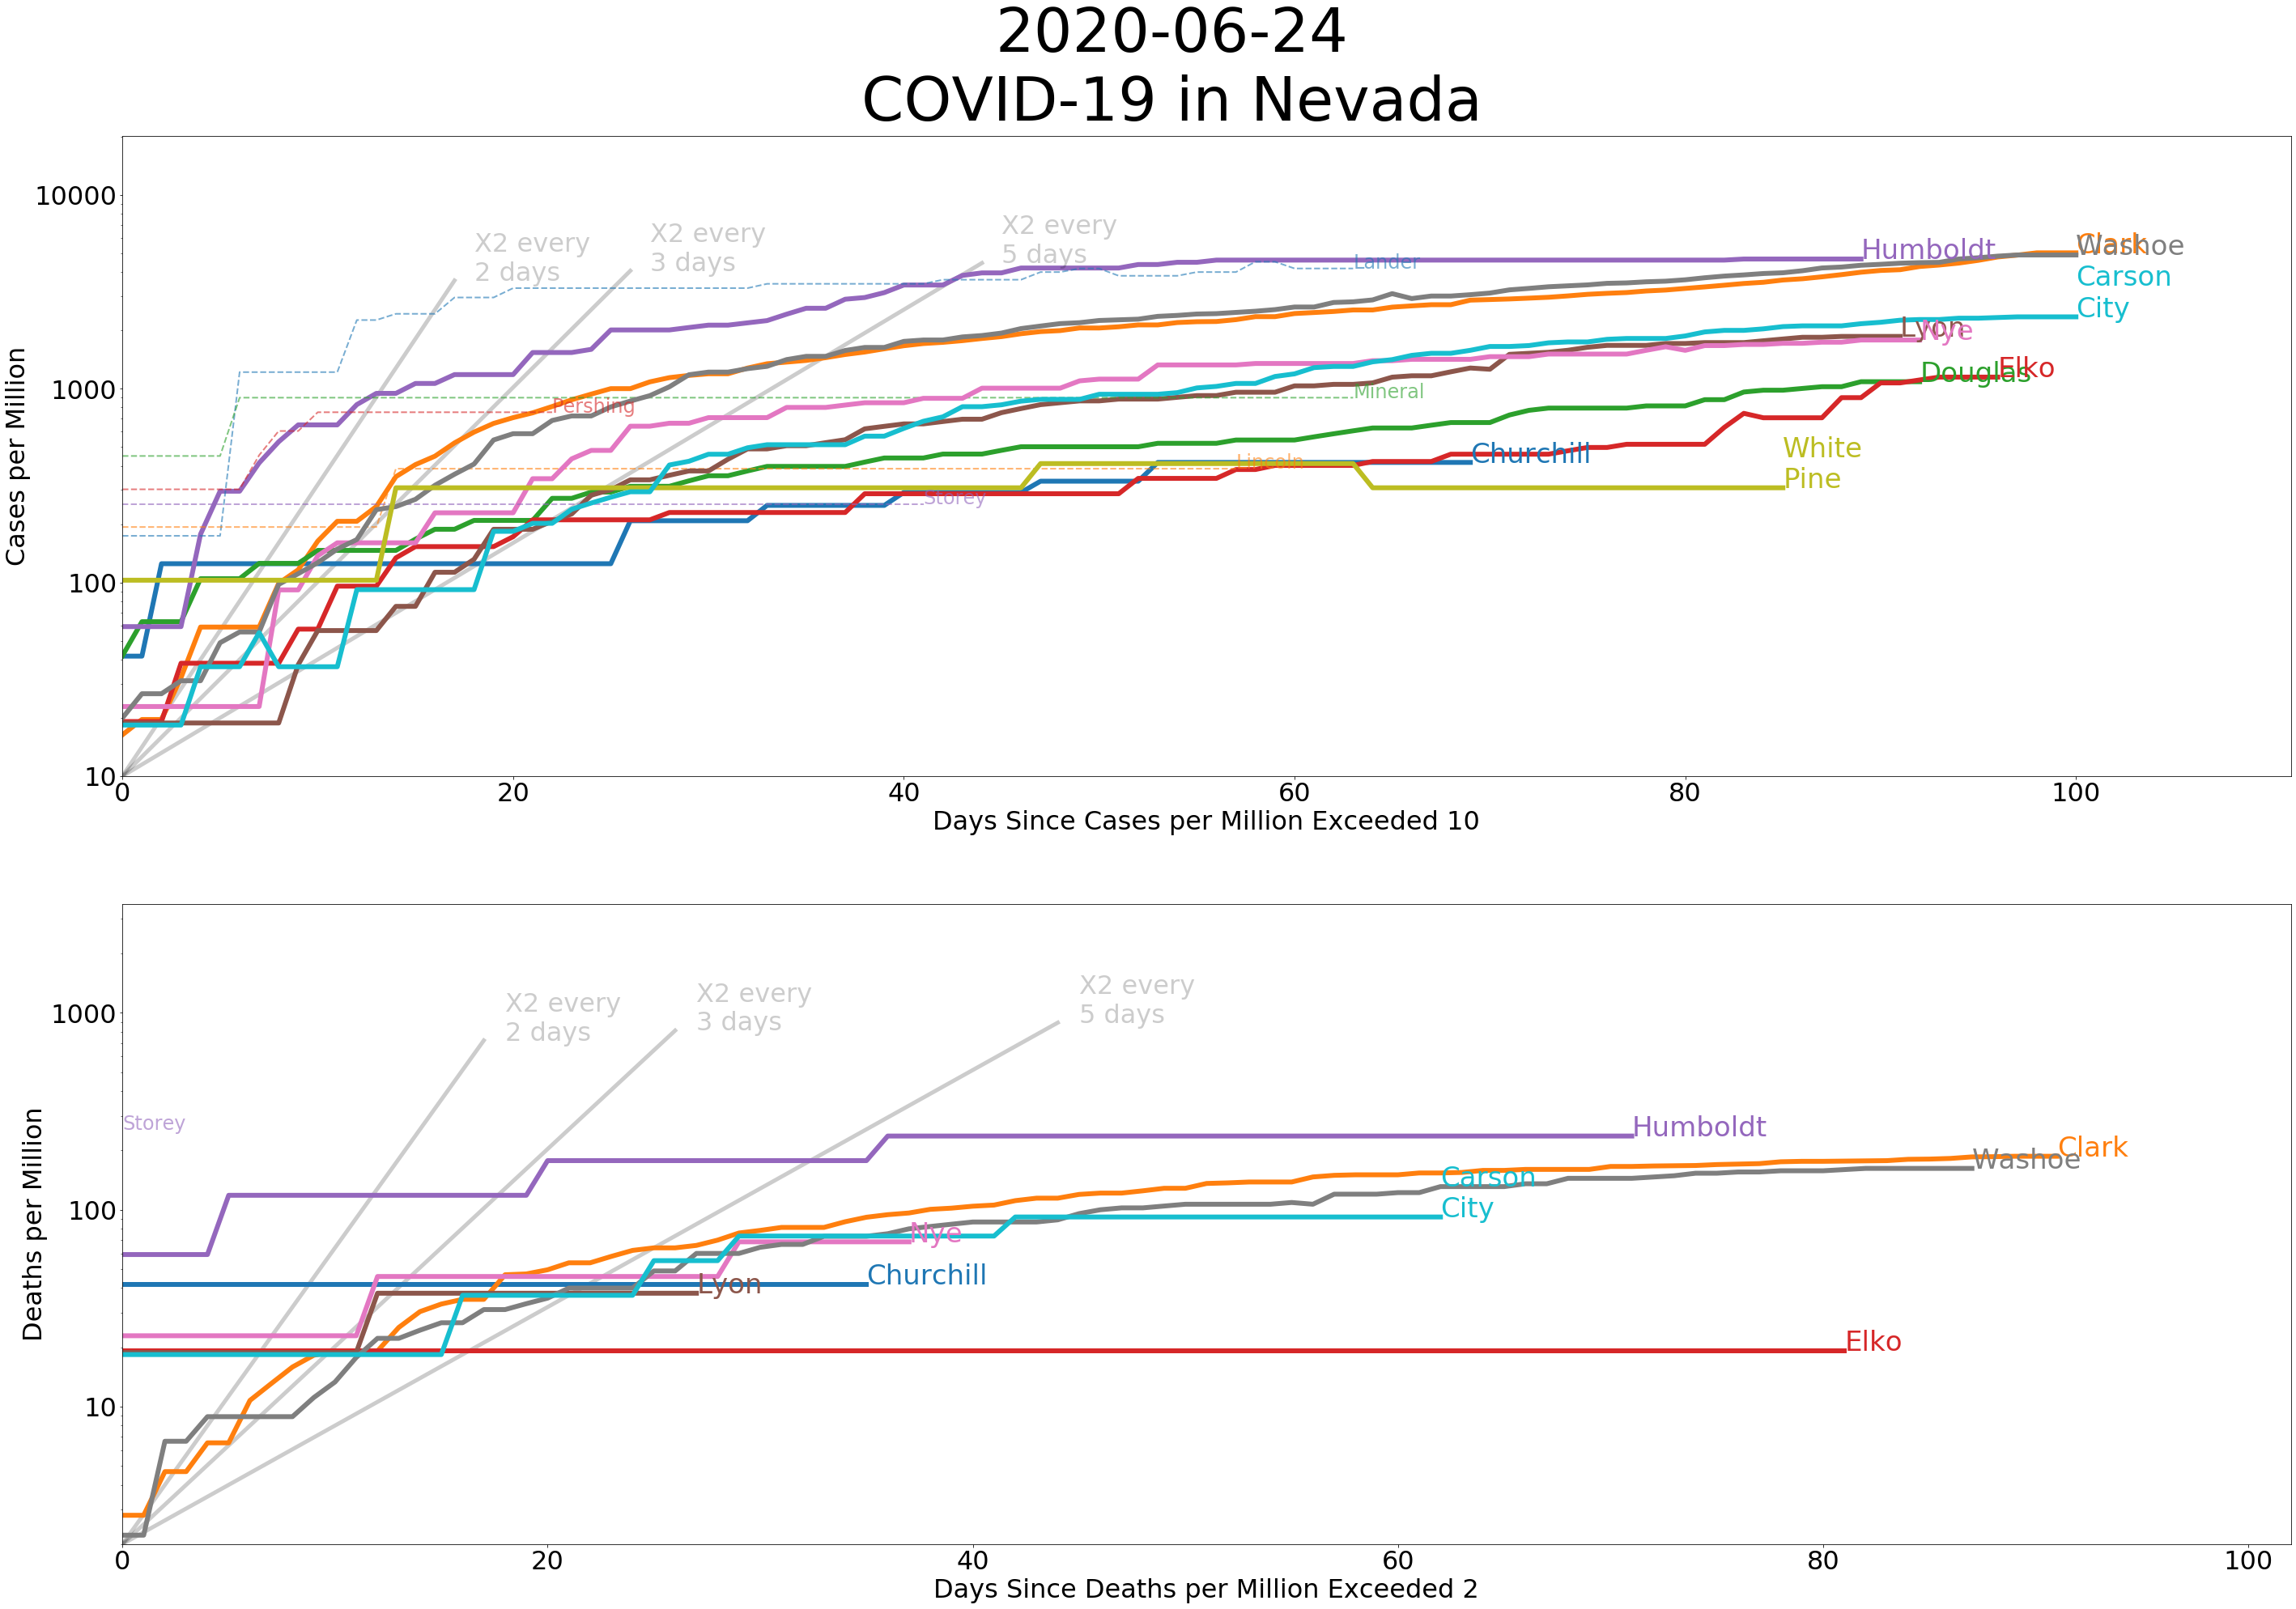 2020-06-24
COVID-19 in Nevada
Cases per Million
10000
1000
100
10
X2 every
2 days
X2 every
3 days
X2 every
5 days
Humboldt
Lander
Clark
Washoe
Carson
City
Lyon
Nye
Douglas
Elko
Pershing
Mineral
Churchill
Lincoln
White
Pine
Storey
0
20
40
60
80
100
Days Since Cases per Million Exceeded 10
Deaths per Million
1000
100
10
X2 every
2 days
X2 every
3 days
X2 every
5 days
Storey
Humboldt
Clark
Washoe
Carson
City
Nye
Churchill
Lyon
Elko
0
20
40
60
80
100
Days Since Deaths per Million Exceeded 2